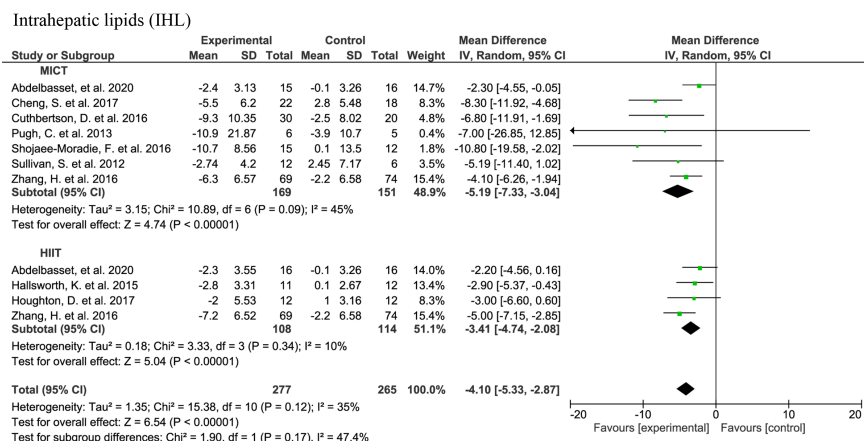 Intrahepatic lipids (IHL)
Experimental Control Mean Difference Mean Difference
Study or Subgroup Mean SD Total Mean SD Total Weight IV, Random, 95% CI IV, Random, 95% CI
MICT
Abdelbasset, et al. 2020 -2.4 3.13 15 -0.1 3.26 16 14.7% -2.30 [-4.55, -0.05]
Cheng, S. et al. 2017 -5.5 6.2 22 2.8 5.48 18 8.3% -8.30 [-11.92, -4.68]
Cuthbertson, D. et al. 2016 -9.3 10.35 30 -2.5 8.02 20 6.1% -6.80 [-11.91, -1.69]
Pugh, C. et al. 2013 -10.9 21.87 6 -3.9 10.7 5 0.4% -7.00 [-26.85, 12.85]
Shojaee-Moradie, F. et al. 2016 -10.7 8.56 15 0.1 13.5 12 1.8% -10.80 [-19.58, -2.02]
Sullivan, S. et al. 2012 -2.74 4.2 12 2.45 7.17 6 3.5% -5.19 [-11.40, 1.02]
Zhang, H. et al. 2016 -6.3 6.57 69 -2.2 6.58 74 15.4% -4.10 [-6.26, -1.94]
Subtotal (95% CI) 169 151 48.9% -5.19 [-7.33, -3.04]
Heterogeneity: Tau² = 3.15; Chi² = 10.89, df = 6 (P = 0.09); I² = 45%
Test for overall effect: Z = 4.74 (P < 0.00001)
HIIT
Abdelbasset, et al. 2020 -2.3 3.55 16 -0.1 3.26 16 14.0% -2.20 [-4.56, 0.16]
Hallsworth, K. et al. 2015 -2.8 3.31 11 0.1 2.67 12 13.4% -2.90 [-5.37, -0.43]
Houghton, D. et al. 2017 -2 5.53 12 1 3.16 12 8.3% -3.00 [-6.60, 0.60]
Zhang, H. et al. 2016 -7.2 6.52 69 -2.2 6.58 74 15.4% -5.00 [-7.15, -2.85]
Subtotal (95% CI) 108 114 51.1% -3.41 [-4.74, -2.08]
Heterogeneity: Tau² = 0.18; Chi² = 3.33, df = 3 (P = 0.34); I² = 10%
Test for overall effect: Z = 5.04 (P < 0.00001)
Total (95% CI) 277 265 100.0% -4.10 [-5.33, -2.87]
Heterogeneity: Tau² = 1.35; Chi² = 15.38, df = 10 (P = 0.12); I² = 35%
Test for overall effect: Z = 6.54 (P < 0.00001)
Test for subgroup differences: Chi² = 1.90, df = 1 (P = 0.17), I² = 47.4%
-20 -10 0 10 20
Favours [experimental] Favours [control]